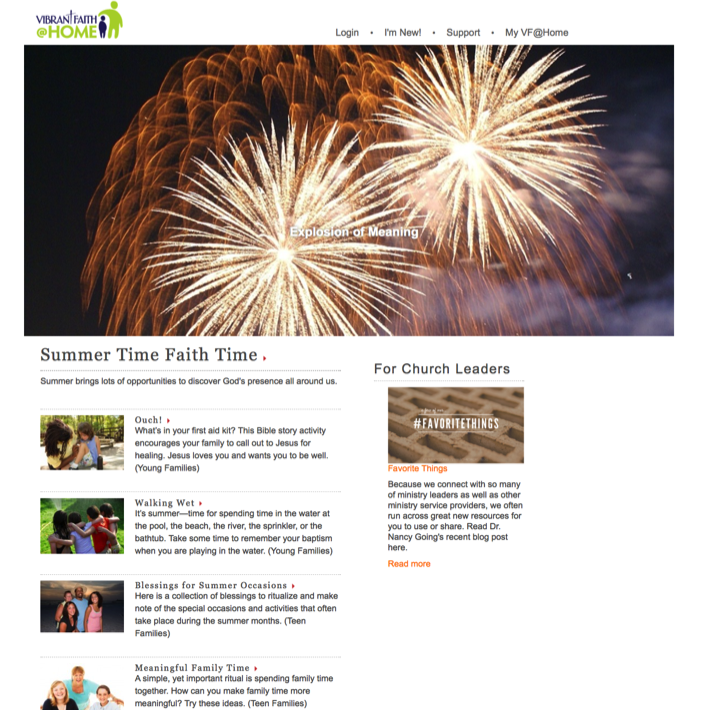 VIBRANT FAITH
@HOME
Login • I'm New! • Support • My VF@Home
Explosion of Meaning
Summer Time Faith Time
Summer brings lots of opportunities to discover God's presence all around us.
Ouch!
What's in your first aid kit? This Bible story activity
encourages your family to call out to Jesus for
healing. Jesus loves you and wants you to be well.
(Young Families)
Walking Wet
It's summer—time for spending time in the water at
the pool, the beach, the river, the sprinkler, or the
bathtub. Take some time to remember your baptism
when you are playing in the water. (Young Families)
Blessings for Summer Occasions
Here is a collection of blessings to ritualize and make
note of the special occasions and activities that often
take place during the summer months. (Teen
Families)
Meaningful Family Time
A simple, yet important ritual is spending family time
together. How can you make family time more
meaningful? Try these ideas. (Teen Families)
For Church Leaders
#FAVORITETHINGS
Favorite Things
Because we connect with so many
of ministry leaders as well as other
ministry service providers, we often
run across great new resources for
you to use or share. Read Dr.
Nancy Going's recent blog post
here.
Read more